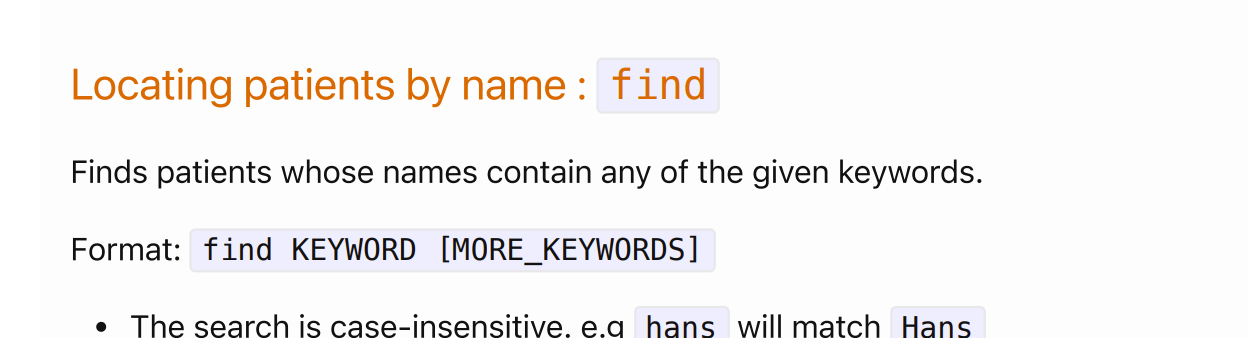 Locating patients by name : find
Finds patients whose names contain any of the given keywords.
Format: find KEYWORD [MORE_KEYWORDS]
• The search is case-insensitive. e.g hans will match Hans